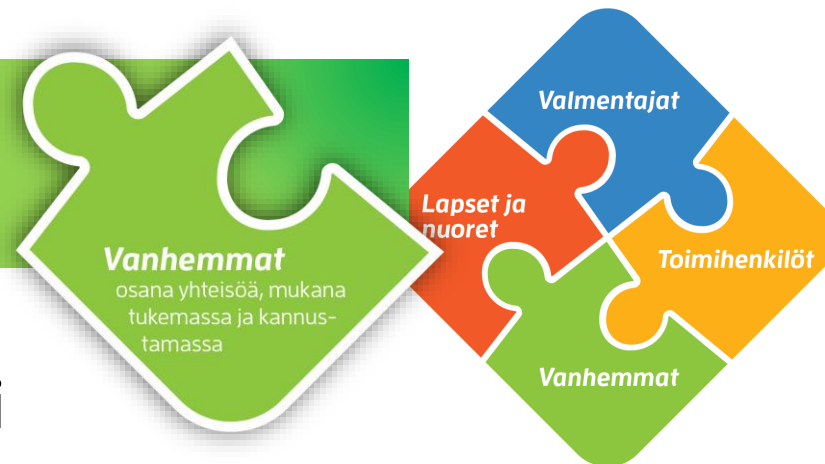 Vanhemmat
osana yhteisöä, mukana
tukemassa ja kannus-
tamassa
Valmentajat
Lapset ja
nuoret
Toimihenkilöt
Vanhemmat
i